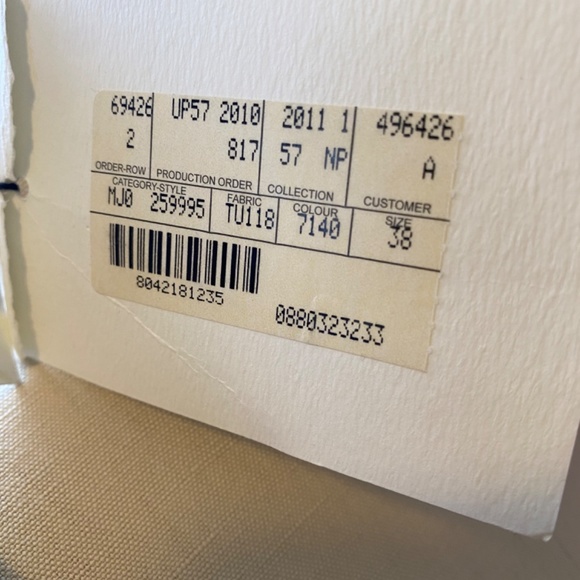 69426 UP57 2010 2011 1 496426
2 817 57 NP A
ORDER-ROW PRODUCTION ORDER COLLECTION CUSTOMER
CATEGORY-STYLE FABRIC COLOUR SIZE
MJ0 259995 TU118 7140 38
8042181235
0880323233